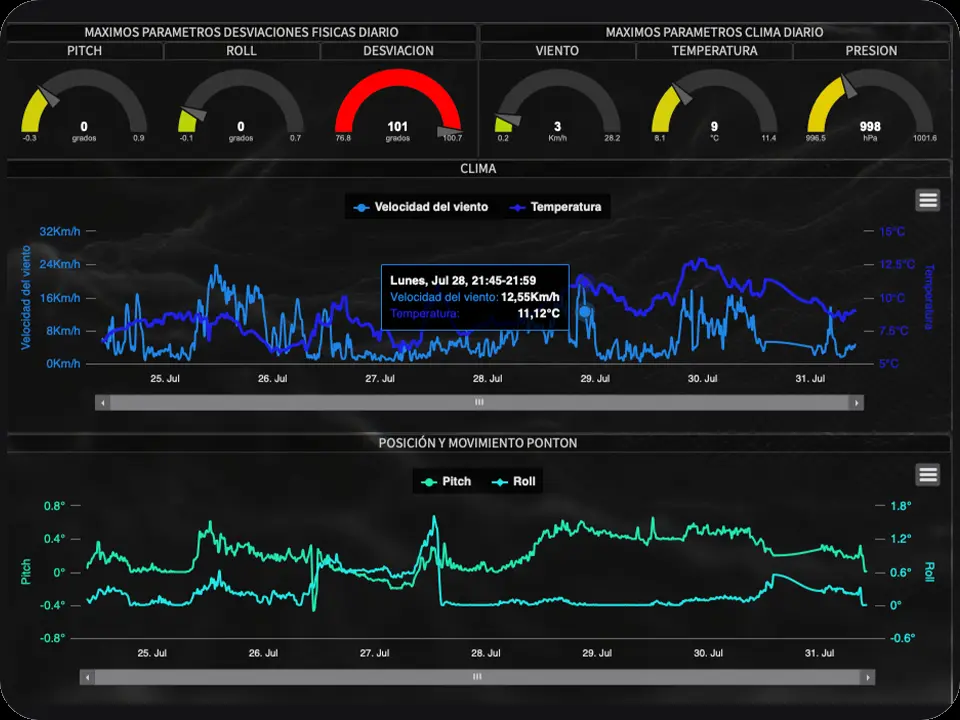 MAXIMOS PARAMETROS DESVIACIONES FISICAS DIARIO
MAXIMOS PARAMETROS CLIMA DIARIO
PITCH
ROLL
DESVIACION
VIENTO
TEMPERATURA
PRESION
0
grados
-0.3
0.9
0
grados
-0.1
0.7
101
grados
76.8
100.7
3
Km/h
0.2
28.2
9
°C
8.1
11.4
998
hPa
996.5
1001.6
CLIMA
Velocidad del viento
Temperatura
32Km/h
24Km/h
16Km/h
8Km/h
0Km/h
Velocidad del viento
15°C
12.5°C
10°C
7.5°C
5°C
Temperatura
Lunes, Jul 28, 21:45-21:59
Velocidad del viento: 12,55Km/h
Temperatura: 11,12°C
25. Jul
26. Jul
27. Jul
28. Jul
29. Jul
30. Jul
31. Jul
POSICIÓN Y MOVIMIENTO PONTON
Pitch
Roll
0.8°
0.4°
0°
-0.4°
-0.8°
Pitch
1.8°
1.2°
0.6°
0°
-0.6°
Roll
25. Jul
26. Jul
27. Jul
28. Jul
29. Jul
30. Jul
31. Jul